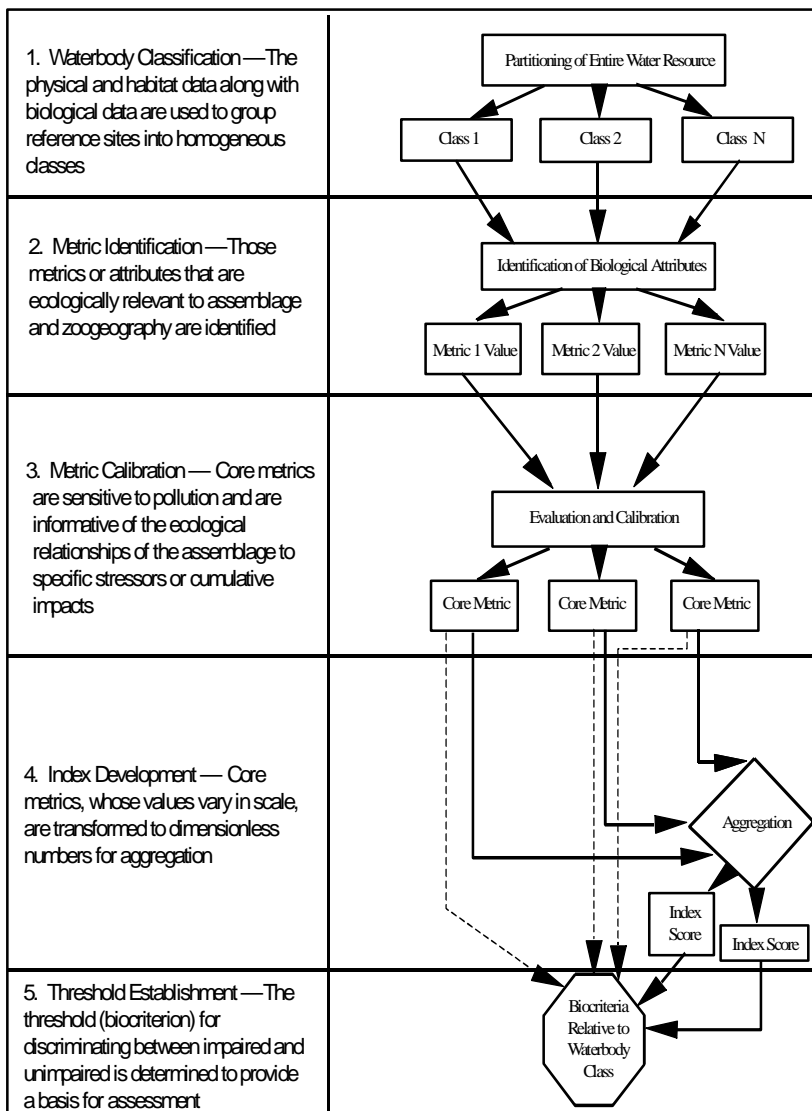 1. Waterbody Classification — The
physical and habitat data along with
biological data are used to group
reference sites into homogeneous
classes
Partitioning of Entire Water Resource
Class 1
Class 2
Class N
2. Metric Identification — Those
metrics or attributes that are
ecologically relevant to assemblage
and zoogeography are identified
Identification of Biological Attributes
Metric 1 Value
Metric 2 Value
Metric N Value
3. Metric Calibration — Core metrics
are sensitive to pollution and are
informative of the ecological
relationships of the assemblage to
specific stressors or cumulative
impacts
Evaluation and Calibration
Core Metric
Core Metric
Core Metric
4. Index Development — Core
metrics, whose values vary in scale,
are transformed to dimensionless
numbers for aggregation
Aggregation
Index
Score
Index Score
5. Threshold Establishment — The
threshold (biocriterion) for
discriminating between impaired and
unimpaired is determined to provide
a basis for assessment
Biocriteria
Relative to
Waterbody
Class